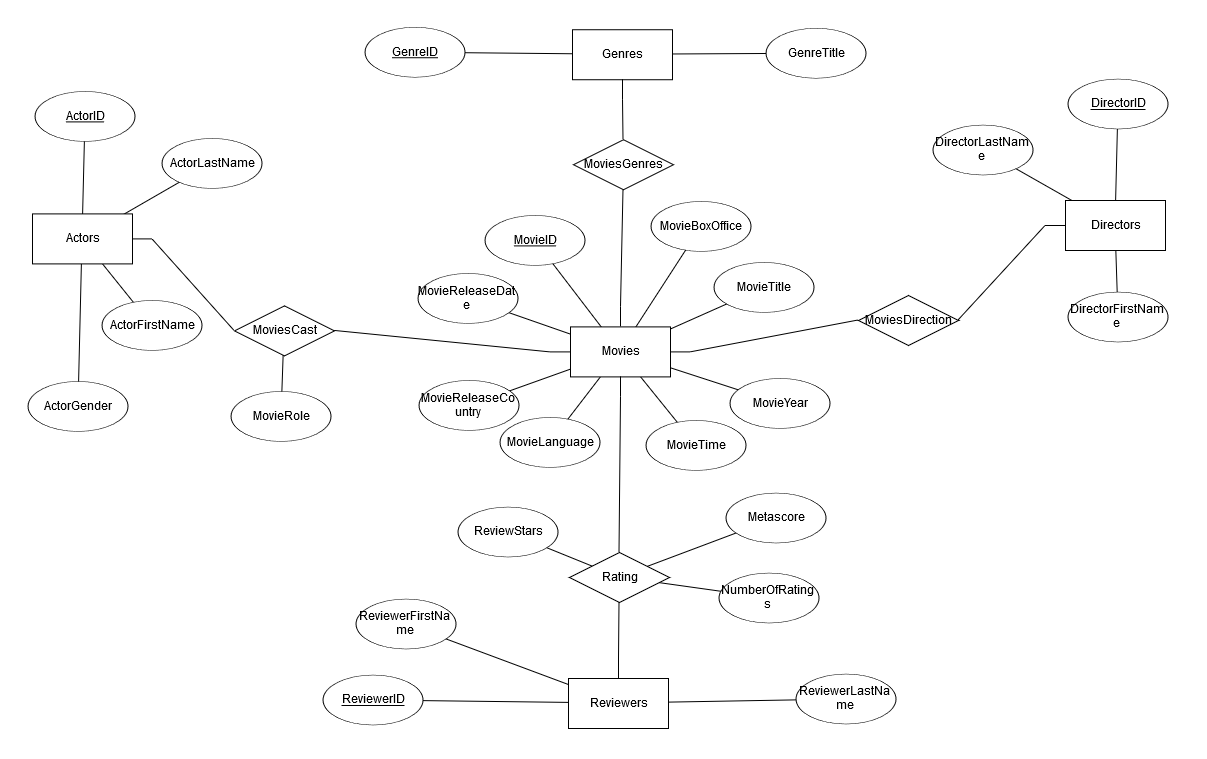 GenreID
Genres
GenreTitle
ActorID
DirectorID
DirectorLastNam
e
ActorLastName
MoviesGenres
Actors
MovieID
MovieBoxOffice
Directors
MovieReleaseDat
e
MovieTitle
ActorFirstName
MoviesCast
MoviesDirection
DirectorFirstNam
e
Movies
ActorGender
MovieRole
MovieReleaseCo
untry
MovieYear
MovieLanguage
MovieTime
ReviewStars
Metascore
Rating
NumberOfRating
s
ReviewerFirstNa
me
ReviewerID
Reviewers
ReviewerLastNa
me